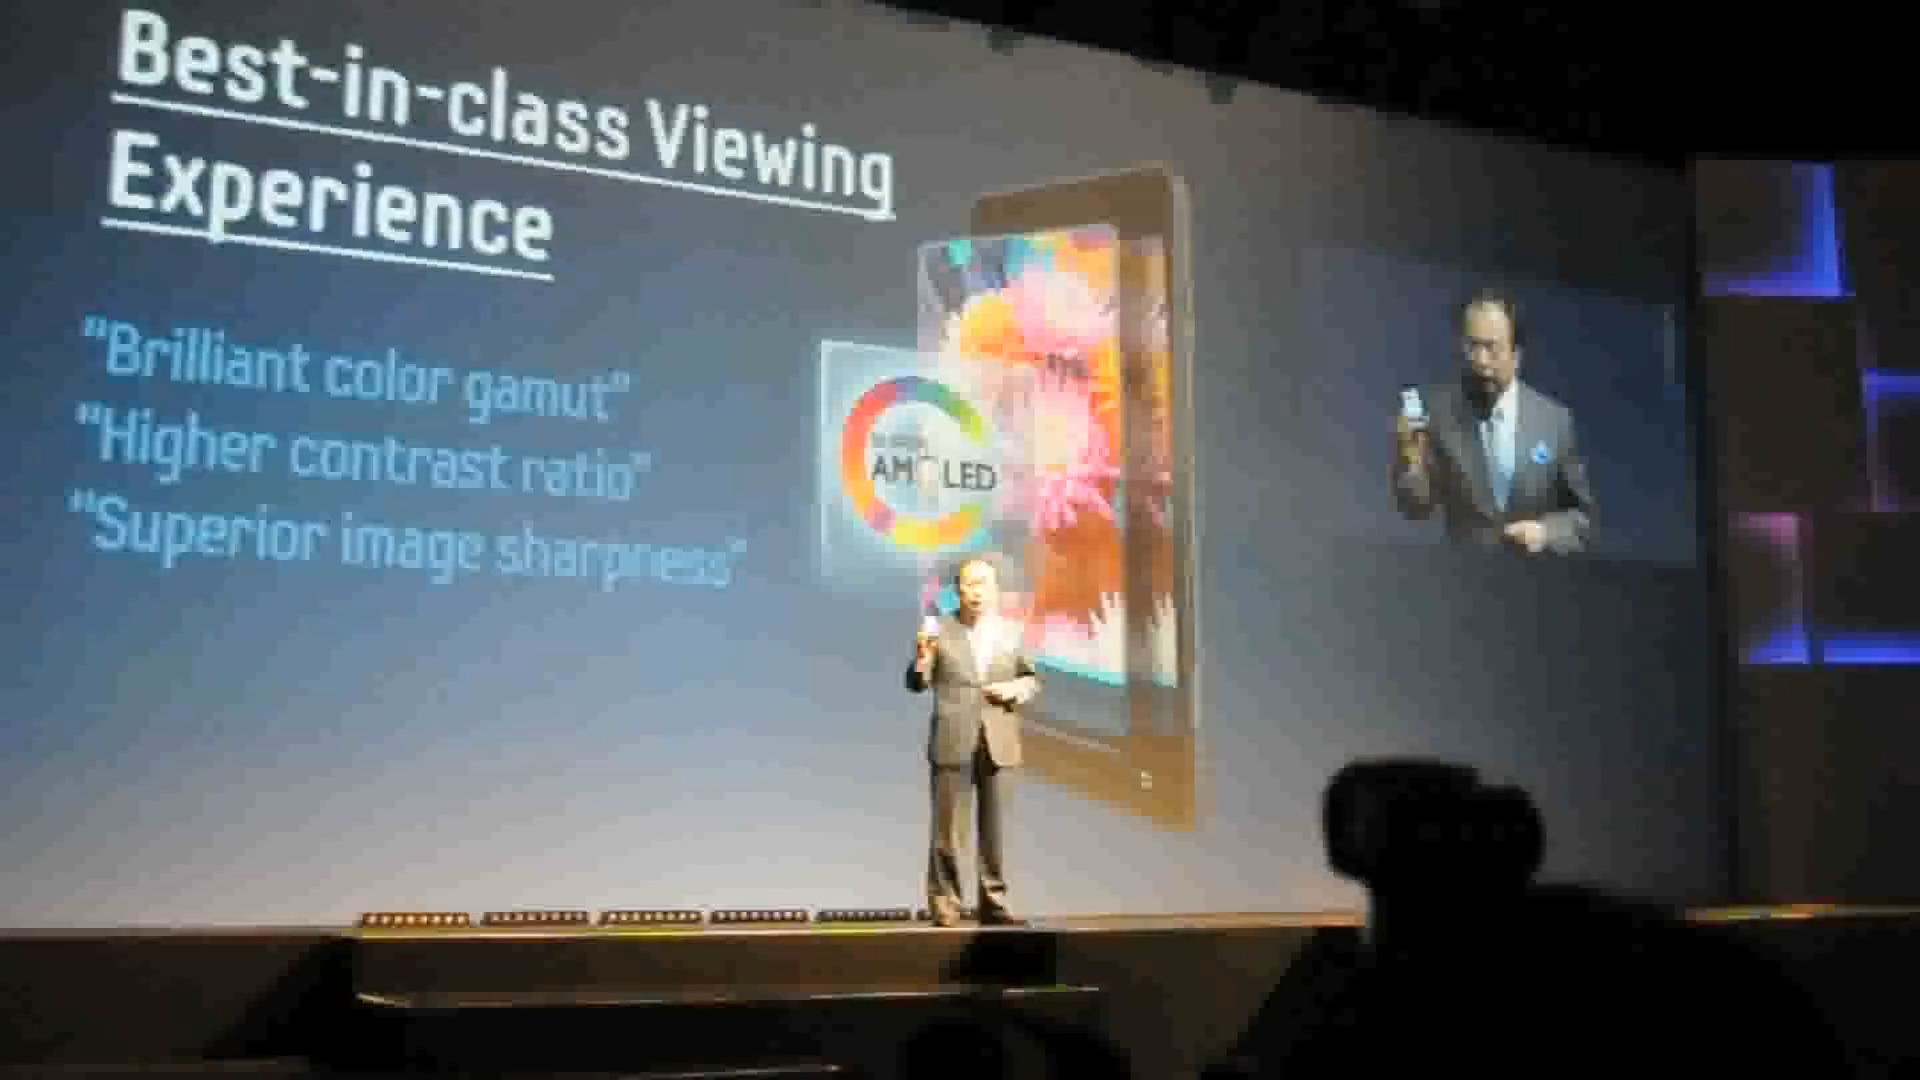 Best-in-class Viewing
Experience
"Brilliant color gamut"
"Higher contrast ratio"
"Superior image sharpness"
AMOLED